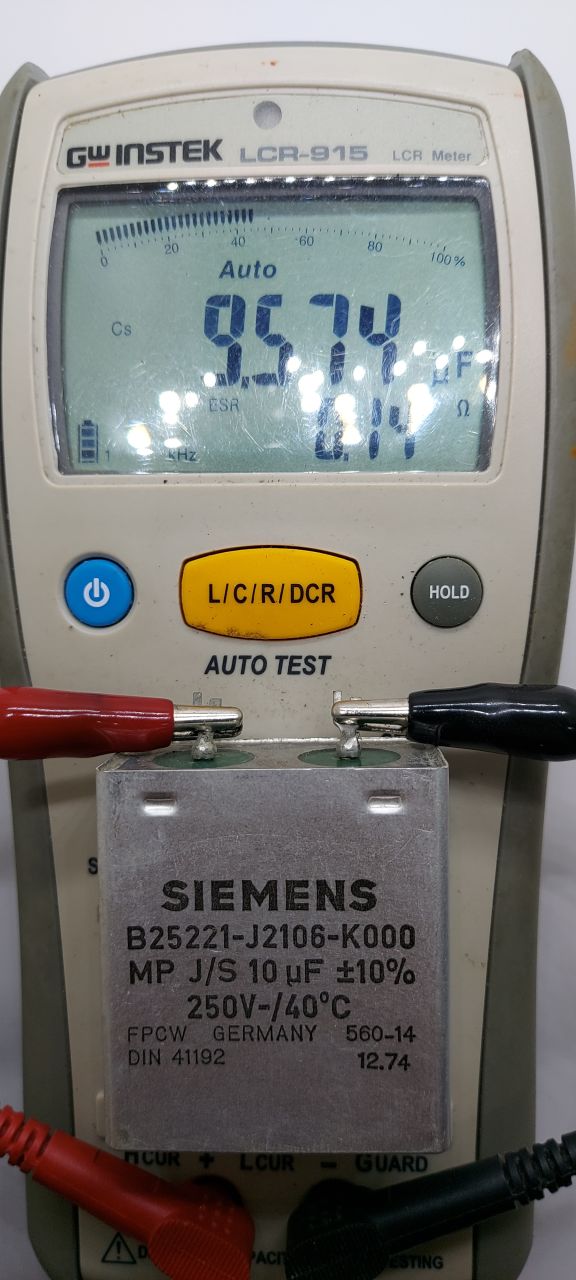 GW INSTEK LCR-915 LCR Meter
0 20 40 60 80 100%
Auto
Cs 9.574 µF
ESR 0.14 Ω
1 kHz
L/C/R/DCR
HOLD
AUTO TEST
SIEMENS
B25221-J2106-K000
MP J/S 10 µF ±10%
250V-/40°C
FPCW GERMANY 560-14
DIN 41192 12.74
HCUR + LCUR - GUARD